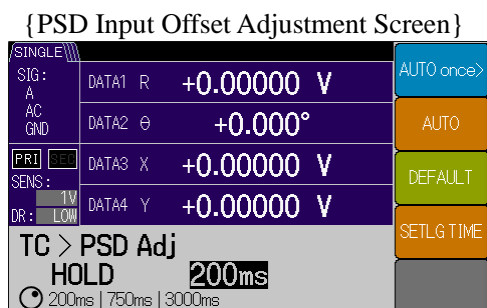 {PSD Input Offset Adjustment Screen}
SINGLE
SIG:
A
AC
GND
PRI SEC
SENS:
1V
DR: LOW
DATA1 R +0.00000 V
DATA2 θ +0.000°
DATA3 X +0.00000 V
DATA4 Y +0.00000 V
AUTO once>
AUTO
DEFAULT
SETLG TIME
TC > PSD Adj
HOLD 200ms
200ms | 750ms | 3000ms